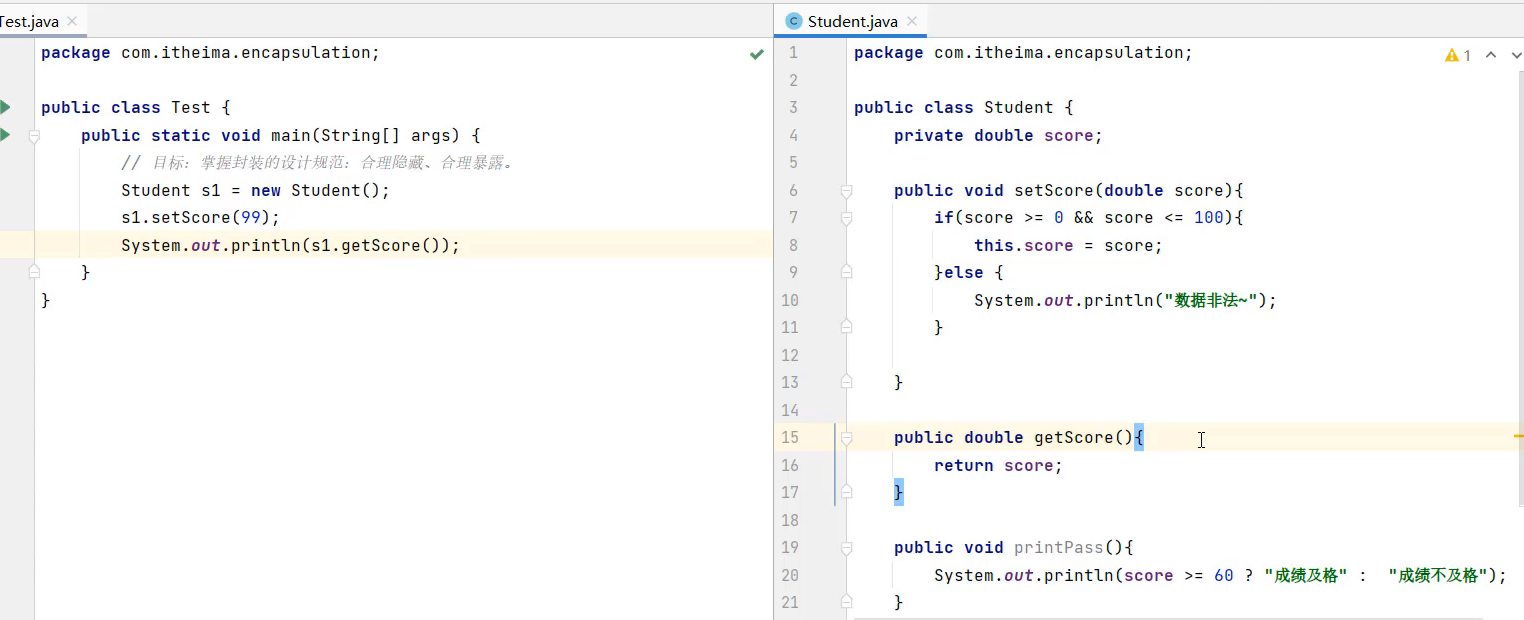 Test.java
package com.itheima.encapsulation;
public class Test {
public static void main(String[] args) {
// 目标：掌握封装的设计规范：合理隐藏、合理暴露。
Student s1 = new Student();
s1.setScore(99);
System.out.println(s1.getScore());
}
}
C Student.java
1 package com.itheima.encapsulation; 1
2
3 public class Student {
4 private double score;
5
6 public void setScore(double score){
7 if(score >= 0 && score <= 100){
8 this.score = score;
9 }else {
10 System.out.println("数据非法~");
11 }
12
13 }
14
15 public double getScore(){
16 return score;
17 }
18
19 public void printPass(){
20 System.out.println(score >= 60 ? "成绩及格" : "成绩不及格");
21 }